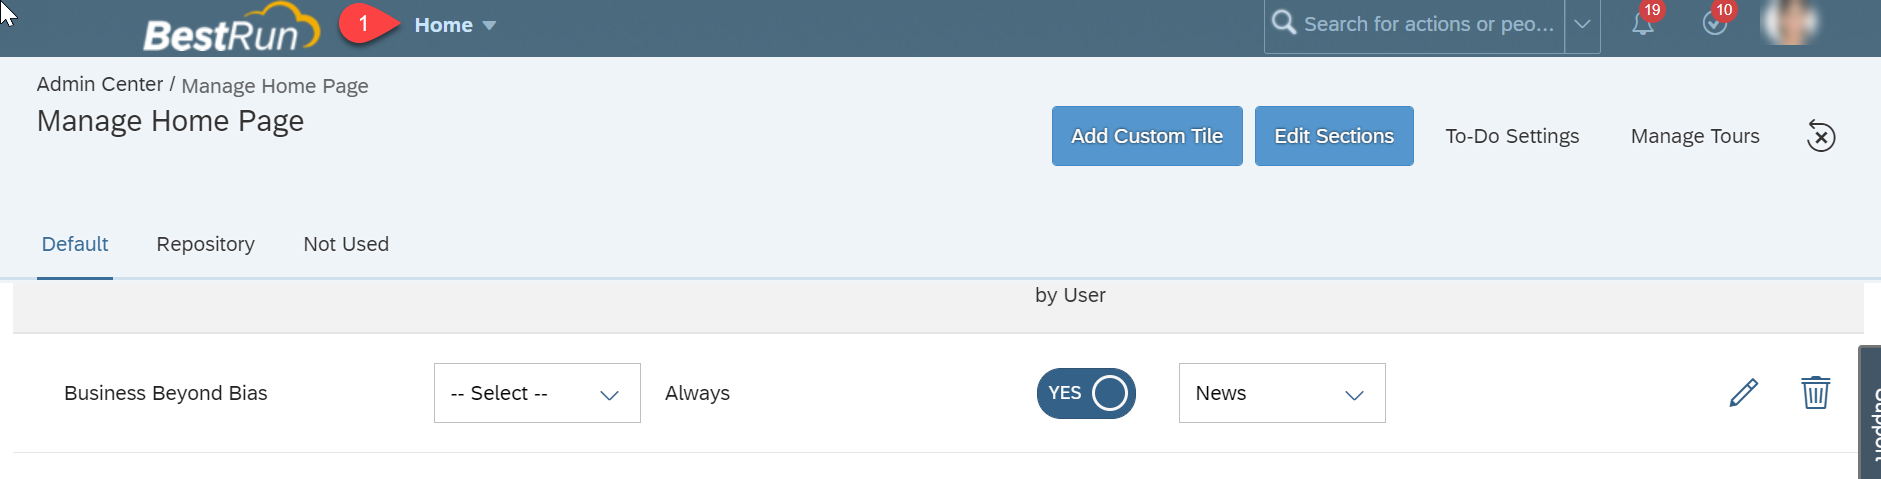 BestRun
1
Home
Search for actions or peo...
19
10
Admin Center / Manage Home Page
Manage Home Page
Add Custom Tile
Edit Sections
To-Do Settings
Manage Tours
Default
Repository
Not Used
by User
Business Beyond Bias
-- Select --
Always
YES
News
Support